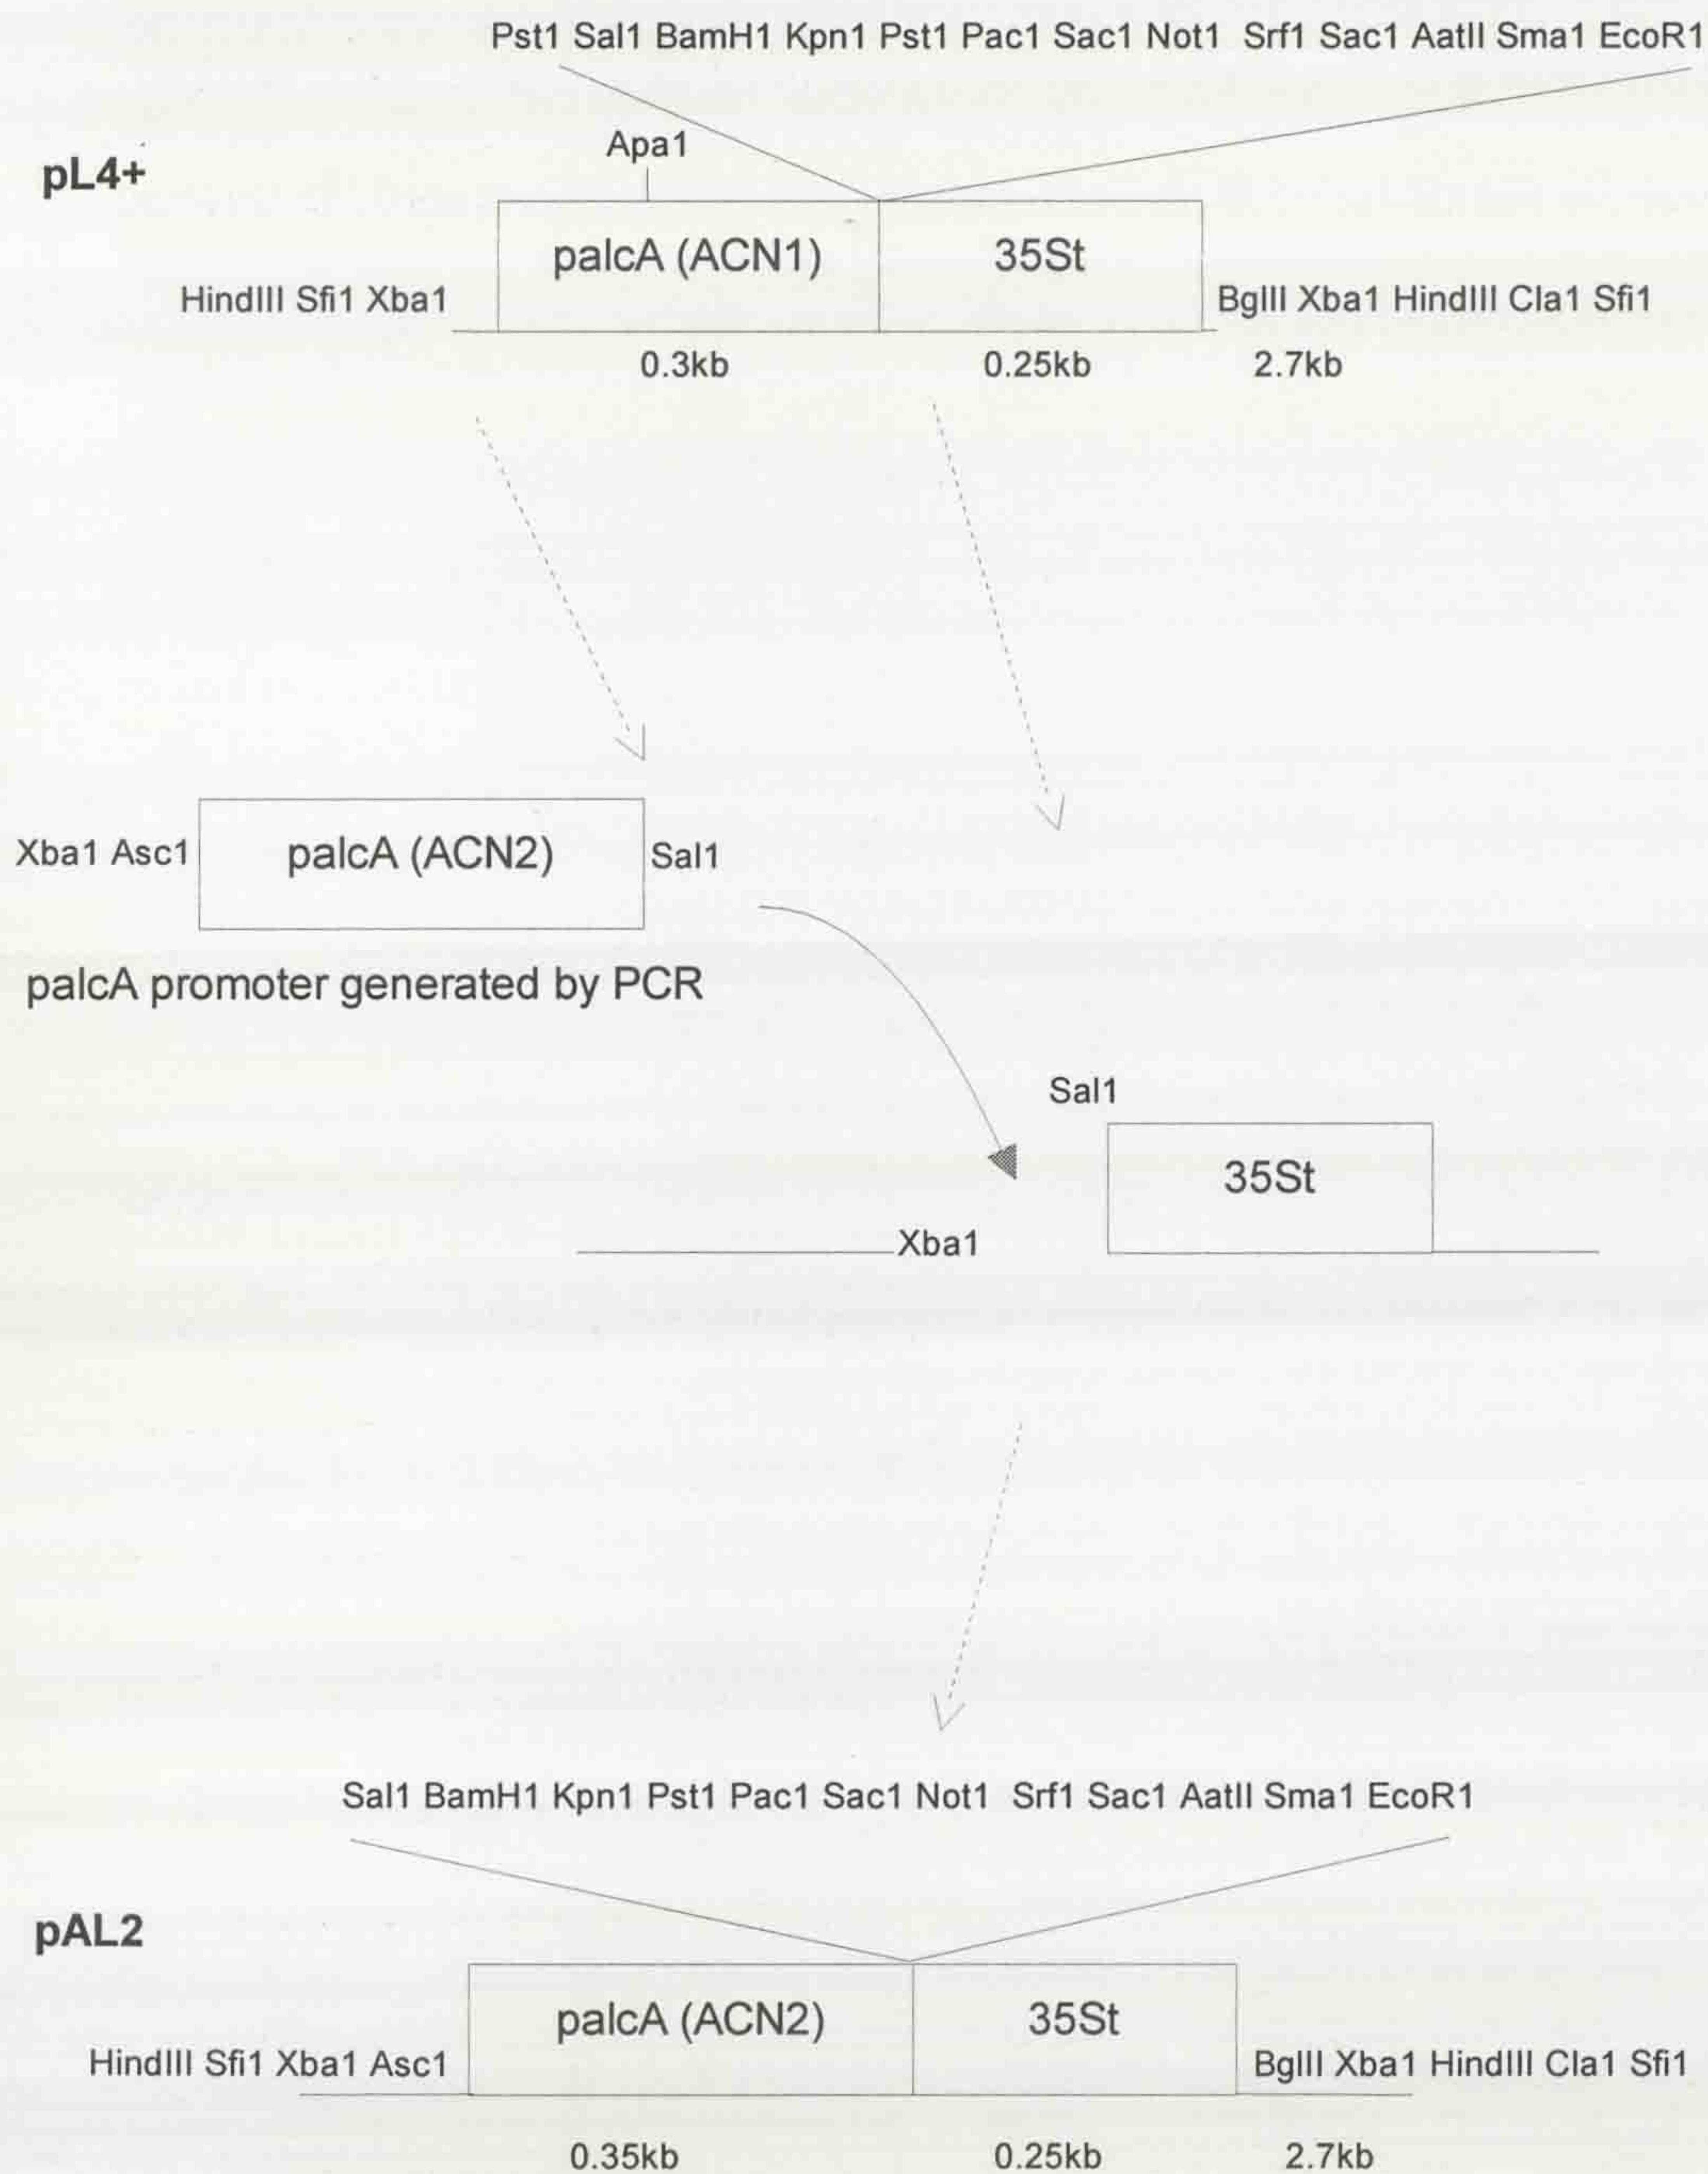 Pst1 Sal1 BamH1 Kpn1 Pst1 Pac1 Sac1 Not1 Srf1 Sac1 AatII Sma1 EcoR1
Apa1
pL4+
palcA (ACN1)
35St
HindIII Sfi1 Xba1
BglII Xba1 HindIII Cla1 Sfi1
0.3kb
0.25kb
2.7kb
Xba1 Asc1
palcA (ACN2)
Sal1
palcA promoter generated by PCR
Sal1
35St
Xba1
Sal1 BamH1 Kpn1 Pst1 Pac1 Sac1 Not1 Srf1 Sac1 AatII Sma1 EcoR1
pAL2
palcA (ACN2)
35St
HindIII Sfi1 Xba1 Asc1
BglII Xba1 HindIII Cla1 Sfi1
0.35kb
0.25kb
2.7kb